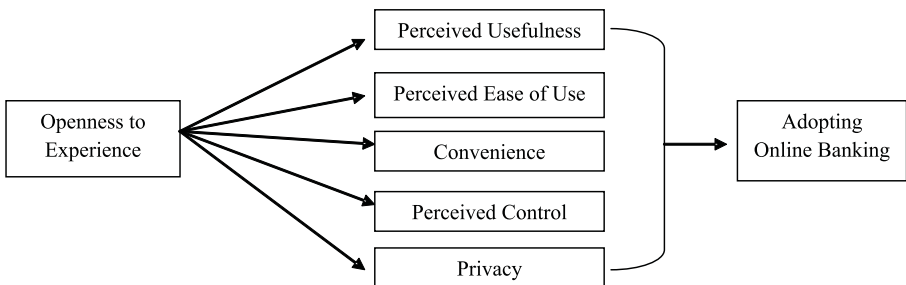 Openness to
Experience
Perceived Usefulness
Perceived Ease of Use
Convenience
Perceived Control
Privacy
Adopting
Online Banking